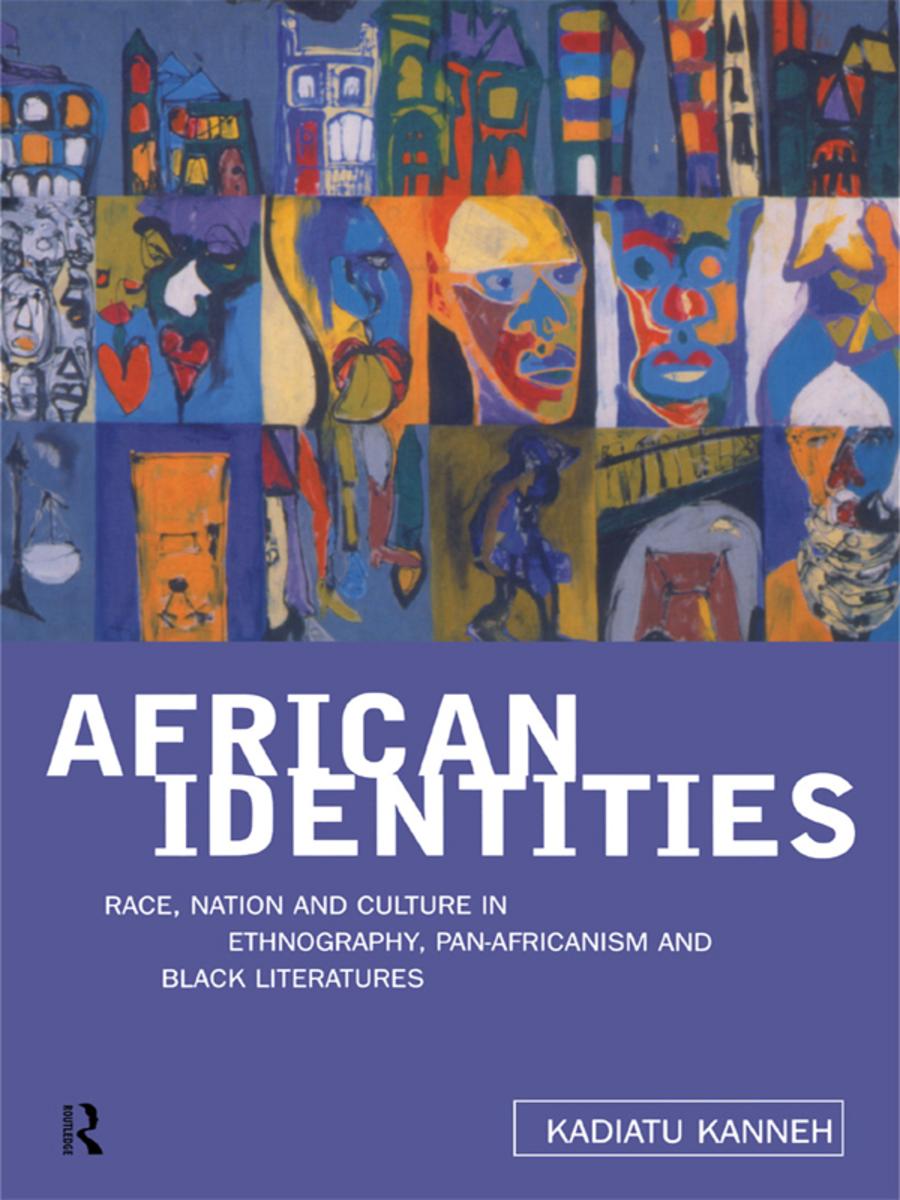 AFRICAN
IDENTITIES
RACE, NATION AND CULTURE IN
ETHNOGRAPHY, PAN-AFRICANISM AND
BLACK LITERATURES
ROUTLEDGE
KADIATU KANNEH